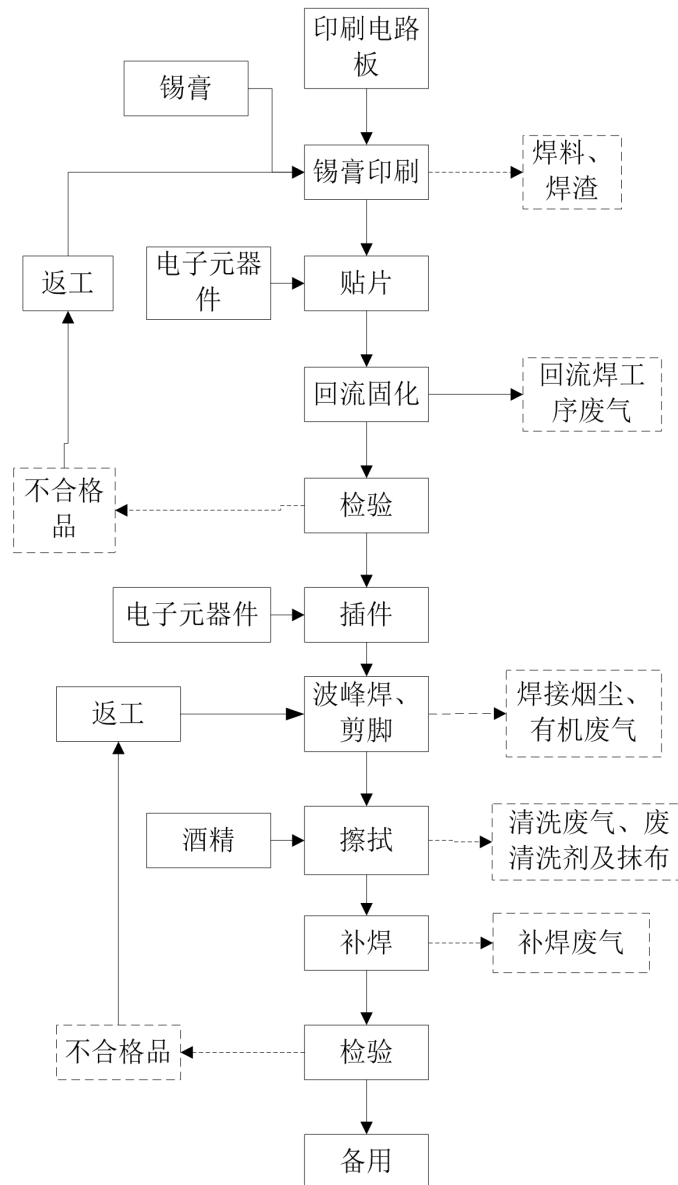 印刷电路
板
锡膏
锡膏印刷
焊料、
焊渣
返工
电子元器
件
贴片
回流固化
回流焊工
序废气
不合格
品
检验
电子元器件
插件
返工
波峰焊、
剪脚
焊接烟尘、
有机废气
酒精
擦拭
清洗废气、废
清洗剂及抹布
补焊
补焊废气
不合格品
检验
备用